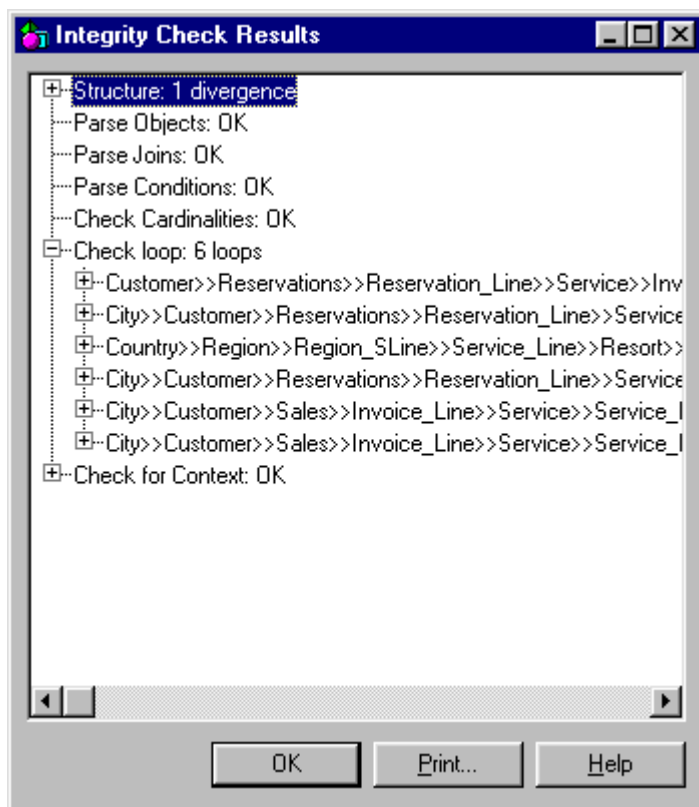 Integrity Check Results
Structure: 1 divergence
Parse Objects: OK
Parse Joins: OK
Parse Conditions: OK
Check Cardinalities: OK
Check loop: 6 loops
Customer>>Reservations>>Reservation_Line>>Service>>Inv
City>>Customer>>Reservations>>Reservation_Line>>Service
Country>>Region>>Region_SLine>>Service_Line>>Resort>>
City>>Customer>>Reservations>>Reservation_Line>>Service
City>>Customer>>Sales>>Invoice_Line>>Service>>Service_
City>>Customer>>Sales>>Invoice_Line>>Service>>Service_
Check for Context: OK
OK Print... Help